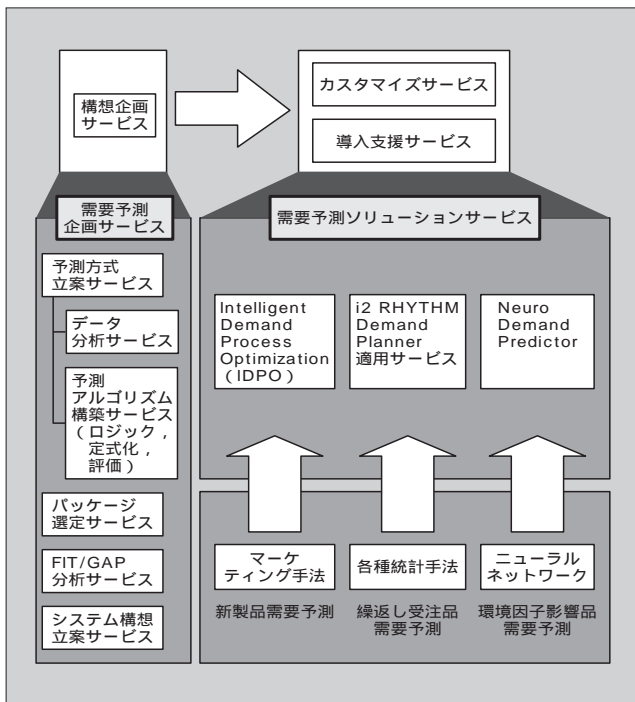 構想企画
サービス
カスタマイズサービス
導入支援サービス
需要予測
企画サービス
予測方式
立案サービス
データ
分析サービス
予測
アルゴリズム
構築サービス
（ロジック，
定式化，
評価）
パッケージ
選定サービス
FIT/GAP
分析サービス
システム構想
立案サービス
需要予測ソリューションサービス
Intelligent
Demand
Process
Optimization
（IDPO）
i2 RHYTHM
Demand
Planner
適用サービス
Neuro
Demand
Predictor
マーケ
ティング手法
新製品需要予測
各種統計手法
繰返し受注品
需要予測
ニューラル
ネットワーク
環境因子影響品
需要予測